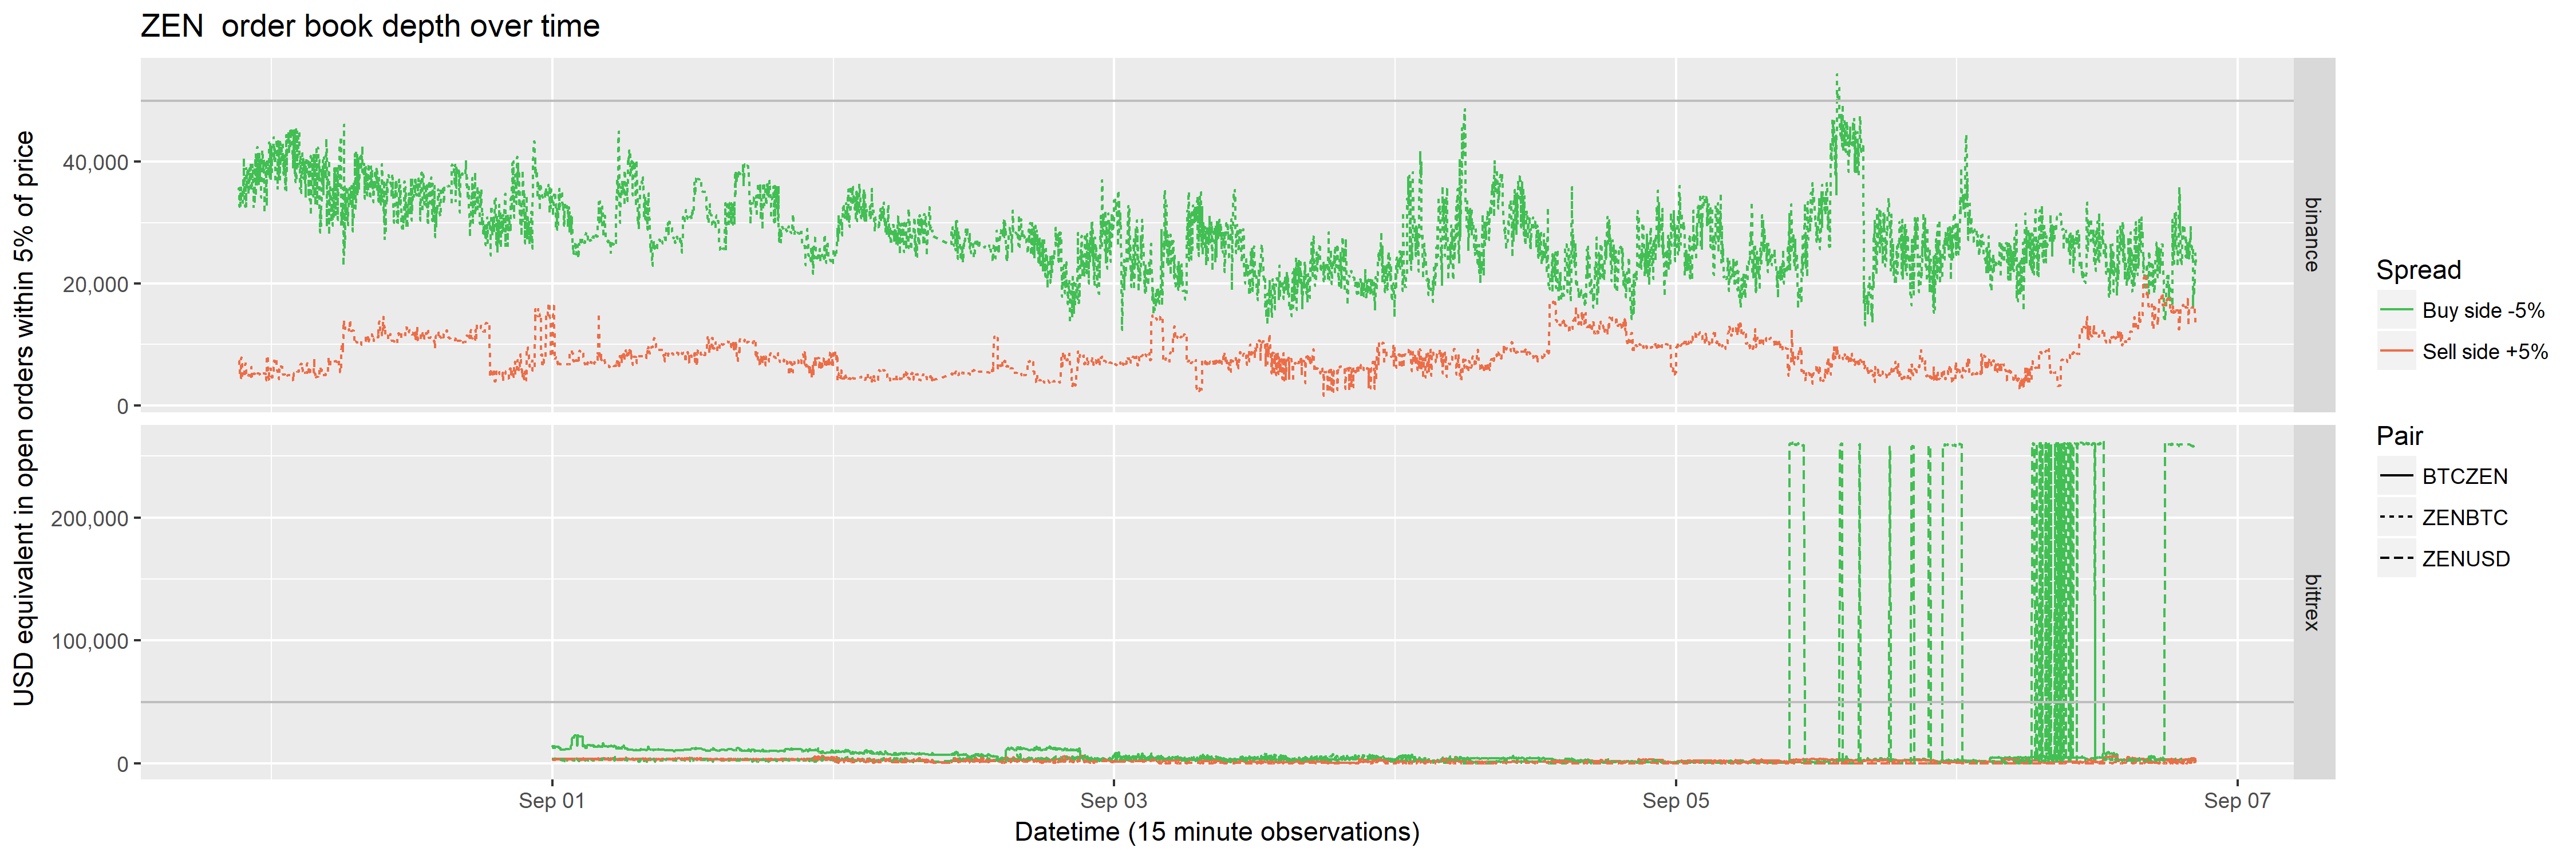 ZEN  order book depth over time
USD equivalent in open orders within 5% of price
40,000
20,000
0
binance
200,000
100,000
0
bittrex
Sep 01
Sep 03
Sep 05
Sep 07
Datetime (15 minute observations)
Spread
Buy side -5%
Sell side +5%
Pair
BTCZEN
ZENBTC
ZENUSD